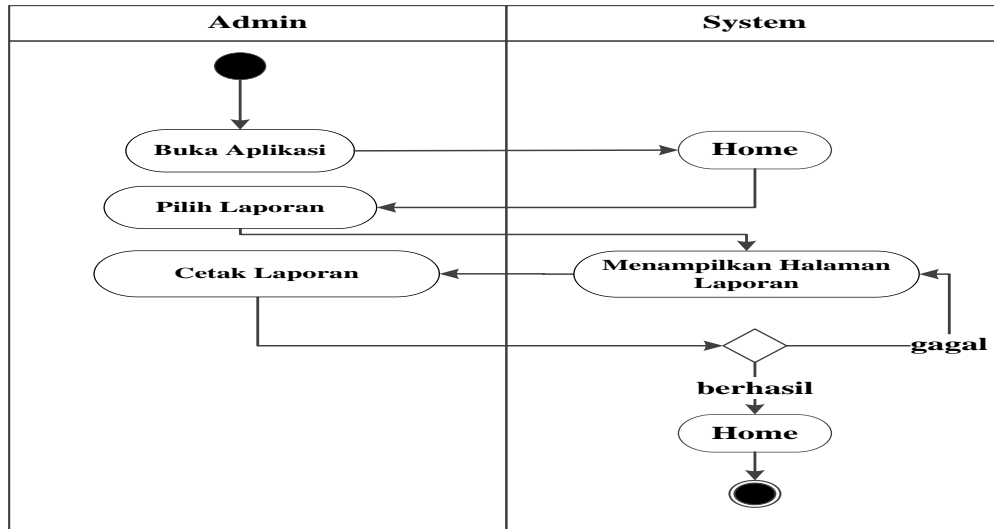 Admin
System
Buka Aplikasi
Home
Pilih Laporan
Menampilkan Halaman
Laporan
Cetak Laporan
gagal
berhasil
Home